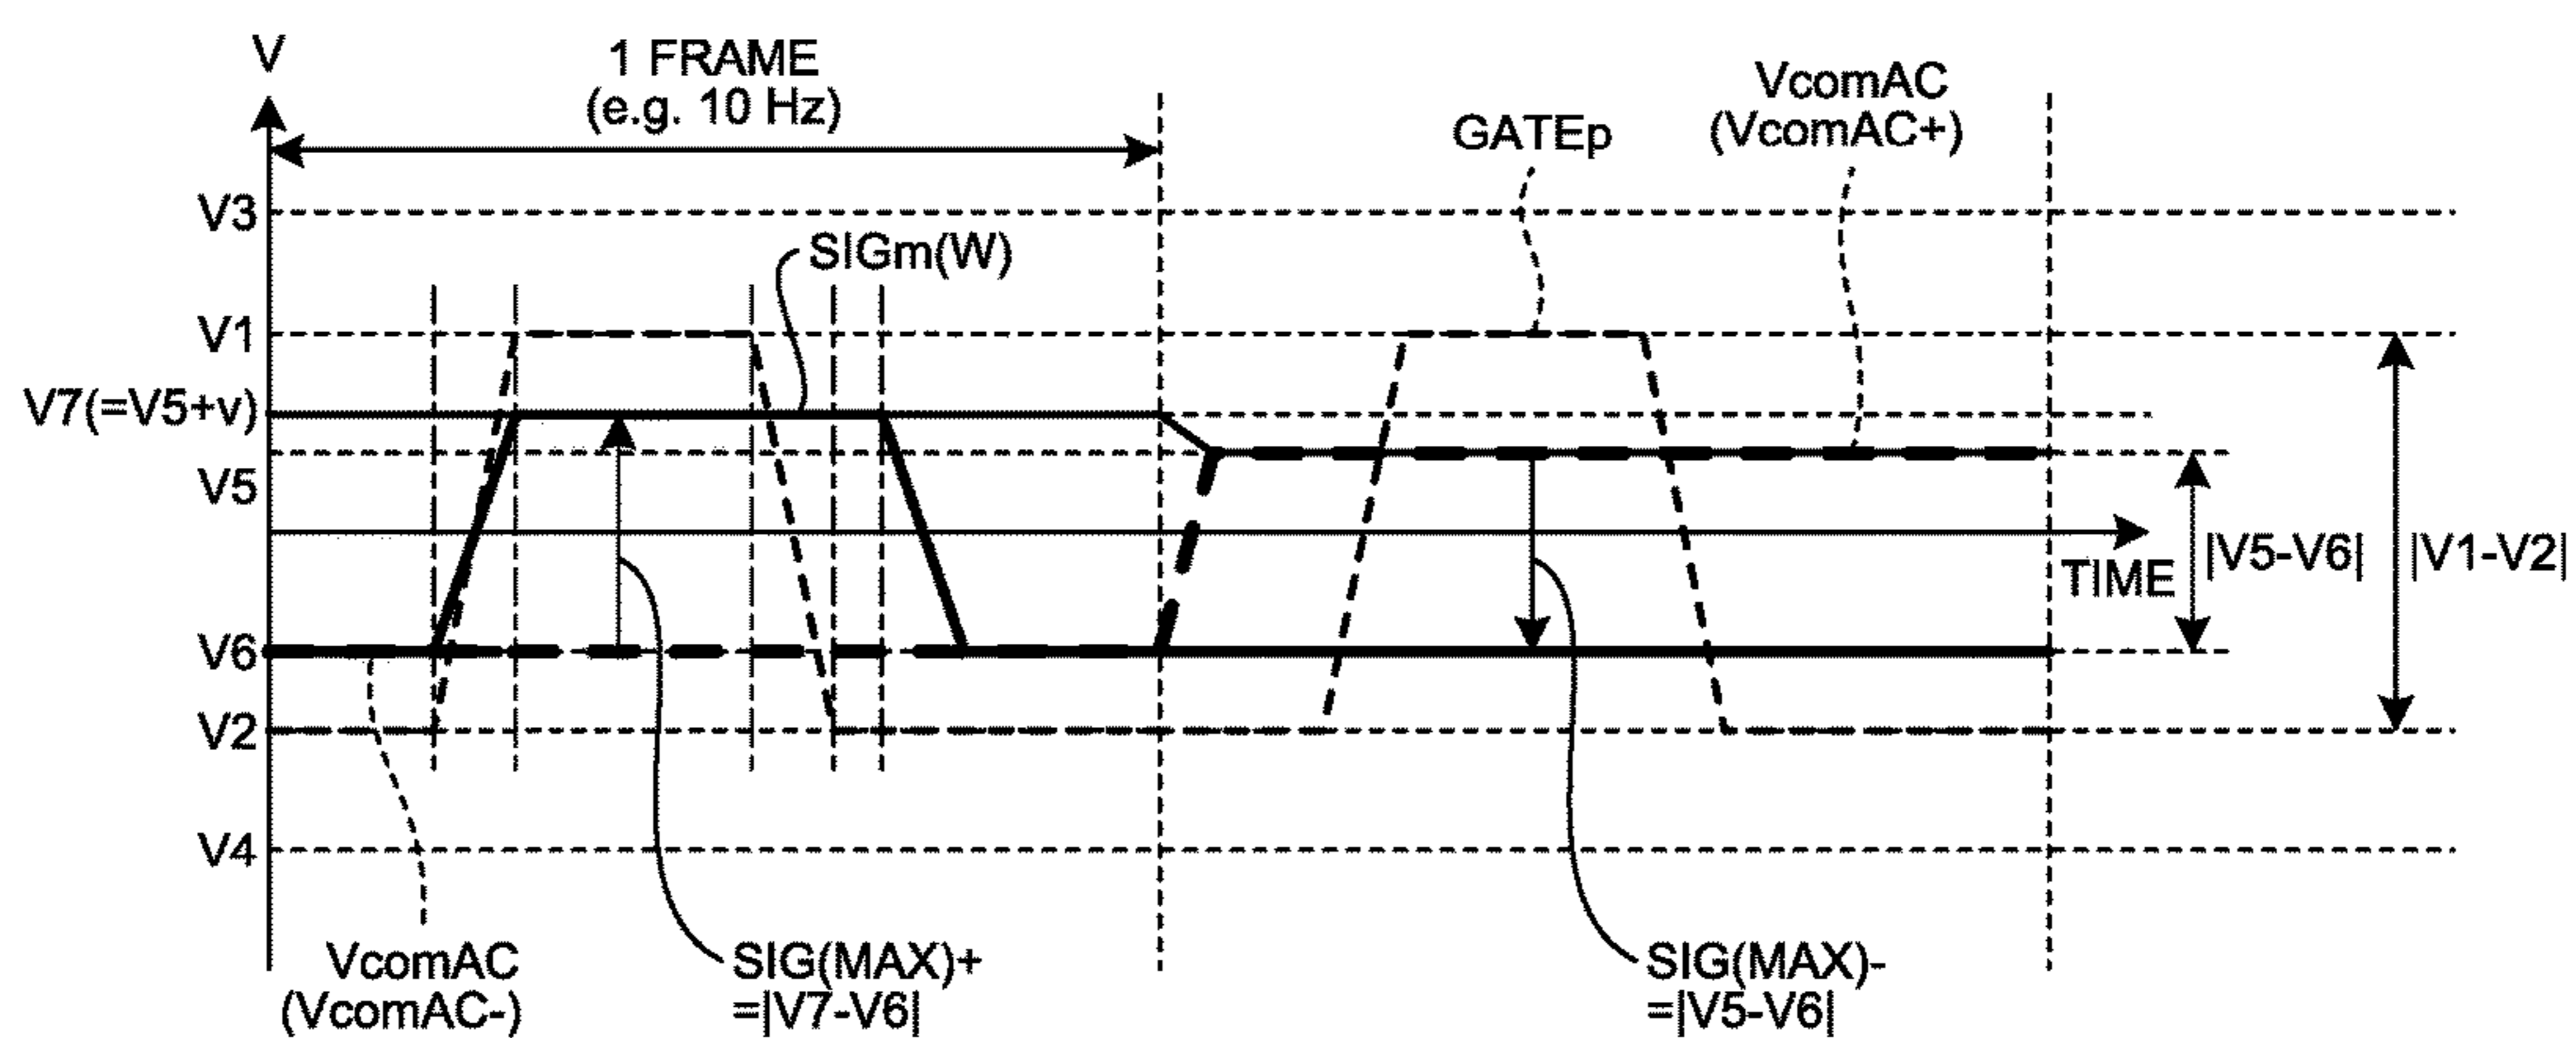 V
1 FRAME
(e.g. 10 Hz)
VcomAC
(VcomAC+)
GATEp
V3
SIGm(W)
V1
V7(=V5+v)
V5
|V5-V6|
|V1-V2|
TIME
V6
V2
V4
VcomAC
(VcomAC-)
SIG(MAX)+
=|V7-V6|
SIG(MAX)-
=|V5-V6|